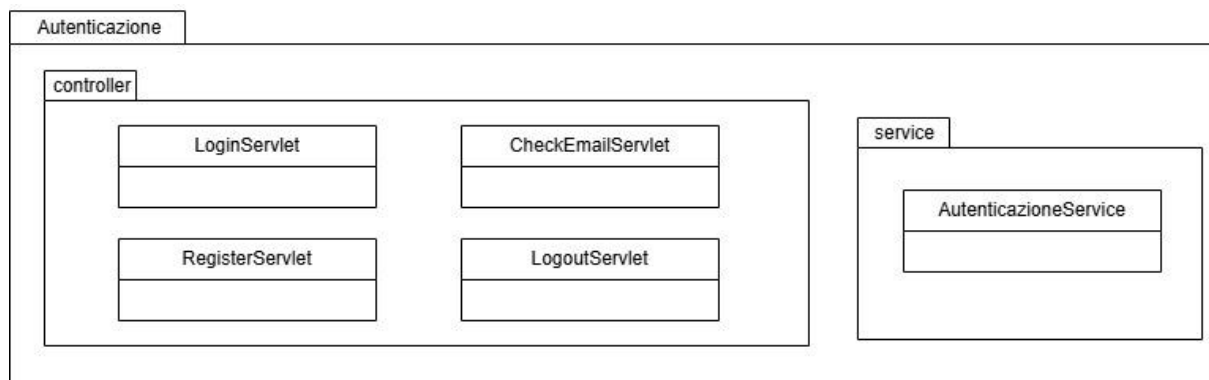 Autenticazione
controller
LoginServlet
CheckEmailServlet
service
AutenticazioneService
RegisterServlet
LogoutServlet